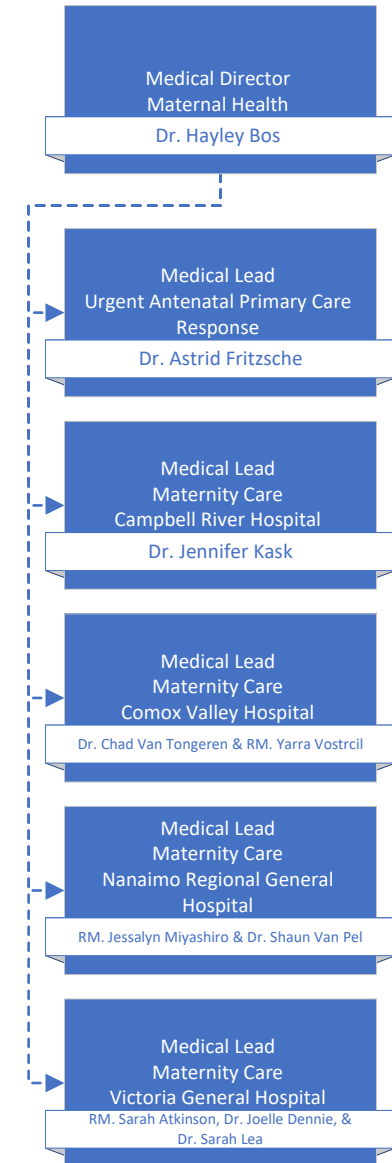 Medical Director
Maternal Health
Dr. Hayley Bos
Medical Lead
Urgent Antenatal Primary Care
Response
Dr. Astrid Fritzsche
Medical Lead
Maternity Care
Campbell River Hospital
Dr. Jennifer Kask
Medical Lead
Maternity Care
Comox Valley Hospital
Dr. Chad Van Tongeren & RM. Yarra Vostrcil
Medical Lead
Maternity Care
Nanaimo Regional General
Hospital
RM. Jessalyn Miyashiro & Dr. Shaun Van Pel
Medical Lead
Maternity Care
Victoria General Hospital
RM. Sarah Atkinson, Dr. Joelle Dennie, &
Dr. Sarah Lea